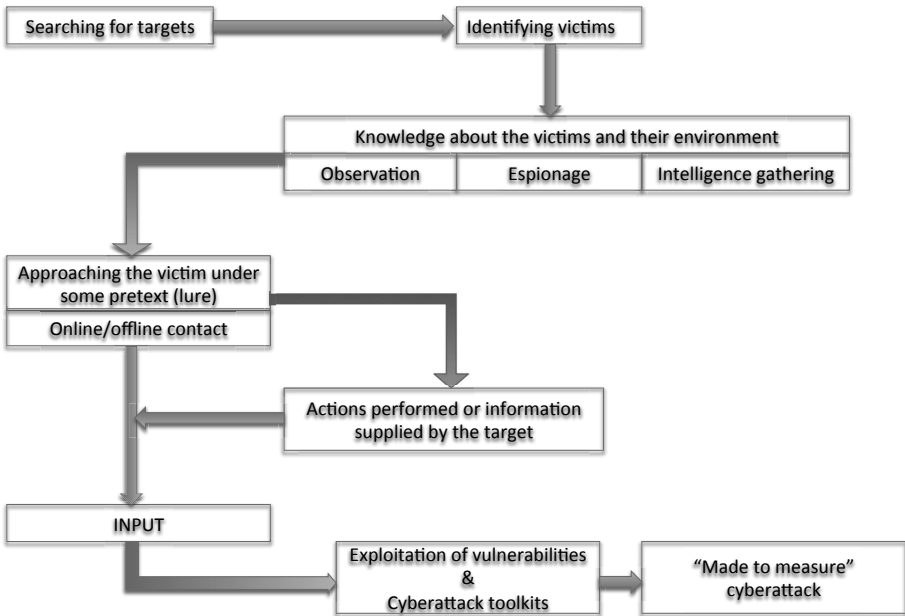 Searching for targets
Identifying victims
Knowledge about the victims and their environment
Observation
Espionage
Intelligence gathering
Approaching the victim under
some pretext (lure)
Online/offline contact
Actions performed or information
supplied by the target
INPUT
Exploitation of vulnerabilities
&
Cyberattack toolkits
“Made to measure”
cyberattack